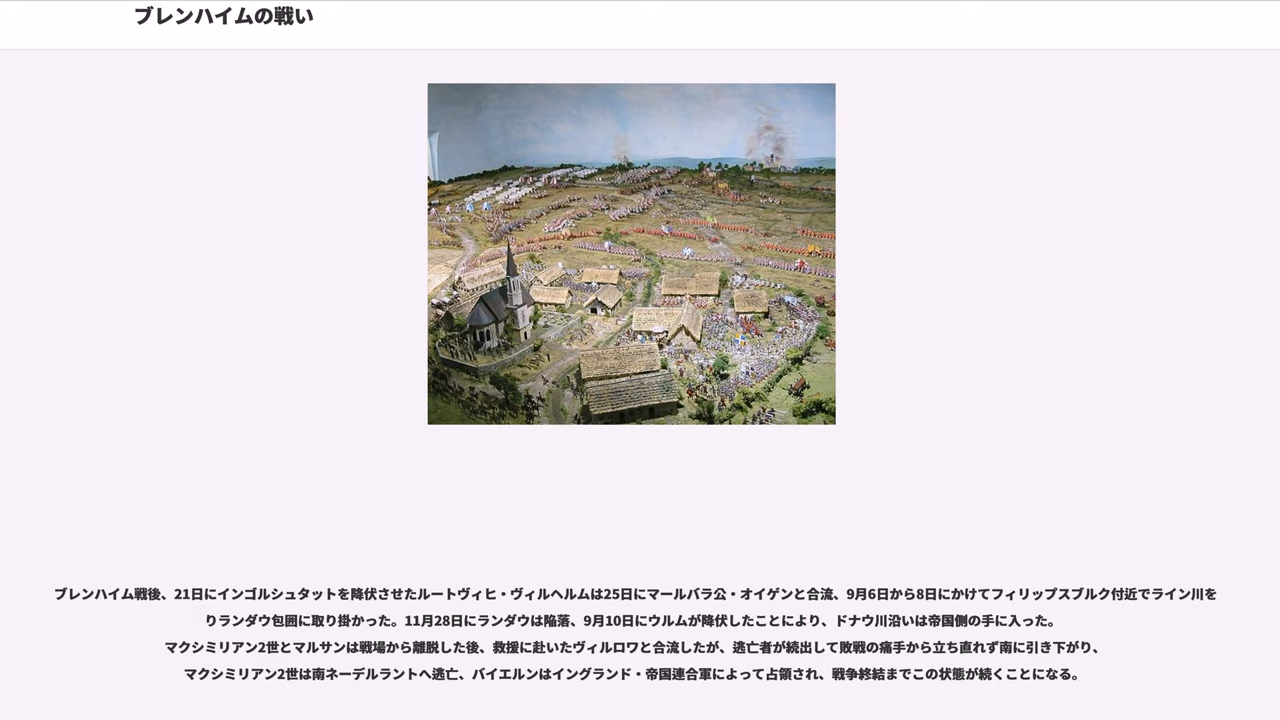 ブレンハイムの戦い
ブレンハイム戦後、21日にインゴルシュタットを降伏させたルートヴィヒ・ヴィルヘルムは25日にマールバラ公・オイゲンと合流、9月6日から8日にかけてフィリップスブルク付近でライン川を
りランダウ包囲に取り掛かった。11月28日にランダウは陥落、9月10日にウルムが降伏したことにより、ドナウ川沿いは帝国側の手に入った。
マクシミリアン2世とマルサンは戦場から離脱した後、救援に赴いたヴィルロワと合流したが、逃亡者が続出して敗戦の痛手から立ち直れず南に引き下がり、
マクシミリアン2世は南ネーデルラントへ逃亡、バイエルンはイングランド・帝国連合軍によって占領され、戦争終結までこの状態が続くことになる。